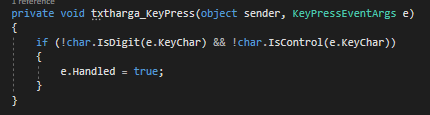 1 reference
private void txtharga_KeyPress(object sender, KeyPressEventArgs e)
{
if (!char.IsDigit(e.KeyChar) && !char.IsControl(e.KeyChar))
{
e.Handled = true;
}
}